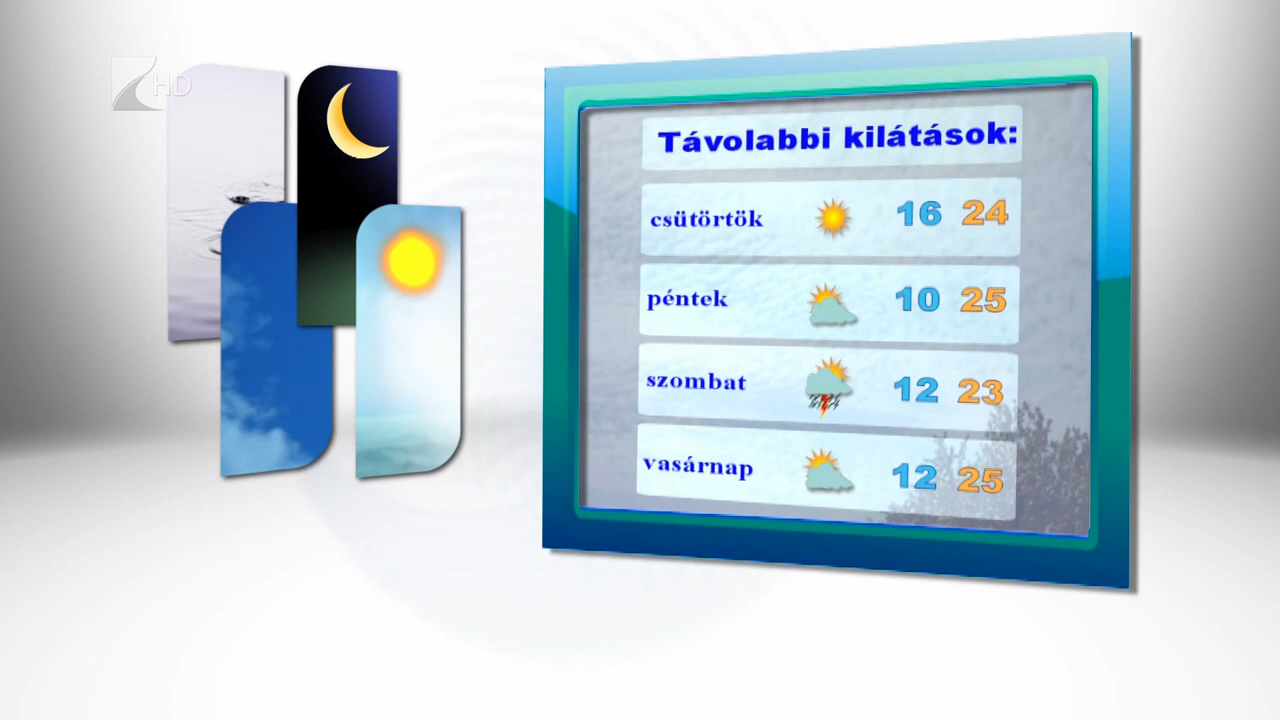 HD
Távolabbi kilátások:
csütörtök 16 24
péntek 10 25
szombat 12 23
vasárnap 12 25